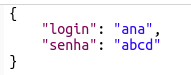 {
    "login": "ana",
    "senha": "abcd"
}